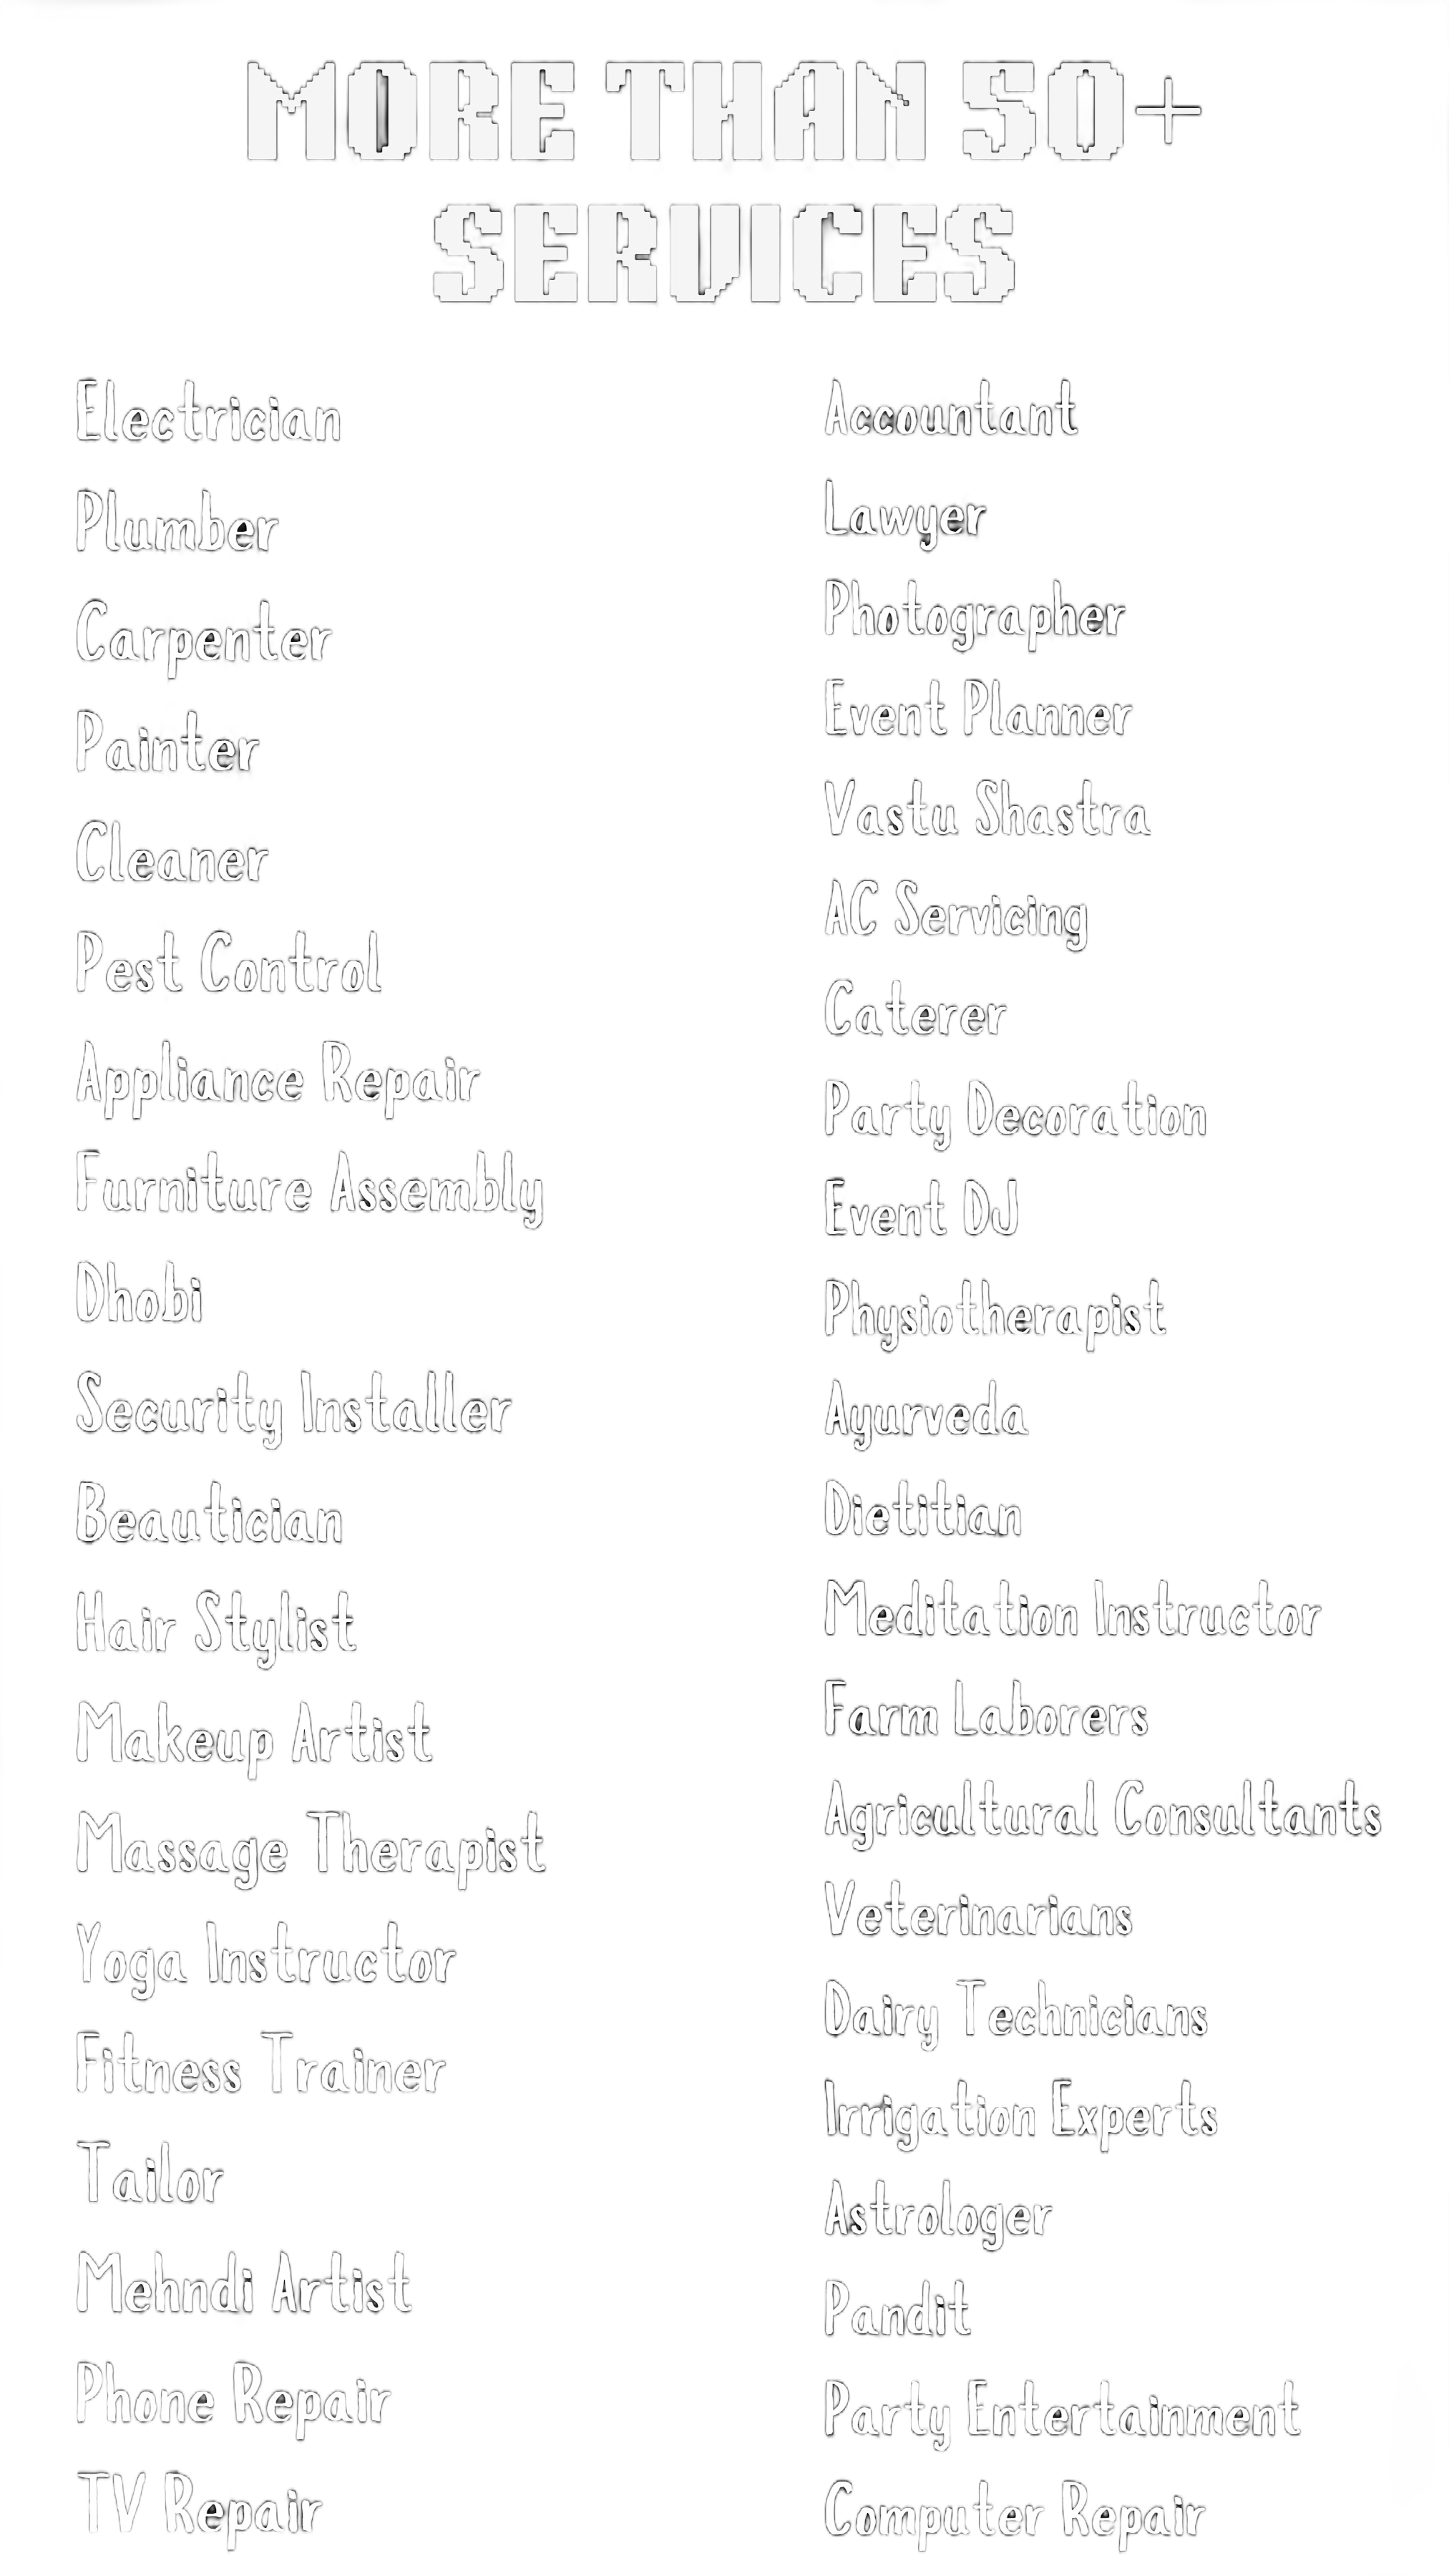 MORE THAN 50+
SERVICES
Electrician
Plumber
Carpenter
Painter
Cleaner
Pest Control
Appliance Repair
Furniture Assembly
Dhobi
Security Installer
Beautician
Hair Stylist
Makeup Artist
Massage Therapist
Yoga Instructor
Fitness Trainer
Tailor
Mehndi Artist
Phone Repair
TV Repair
Accountant
Lawyer
Photographer
Event Planner
Vastu Shastra
AC Servicing
Caterer
Party Decoration
Event DJ
Physiotherapist
Ayurveda
Dietitian
Meditation Instructor
Farm Laborers
Agricultural Consultants
Veterinarians
Dairy Technicians
Irrigation Experts
Astrologer
Pandit
Party Entertainment
Computer Repair